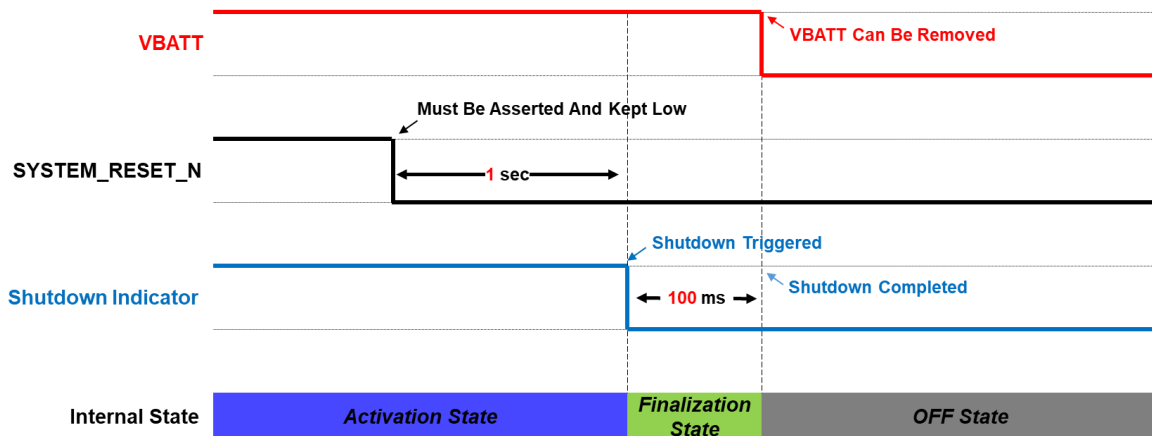 VBATT
VBATT Can Be Removed
Must Be Asserted And Kept Low
SYSTEM_RESET_N
1 sec
Shutdown Triggered
Shutdown Indicator
100 ms
Shutdown Completed
Internal State
Activation State
Finalization
State
OFF State